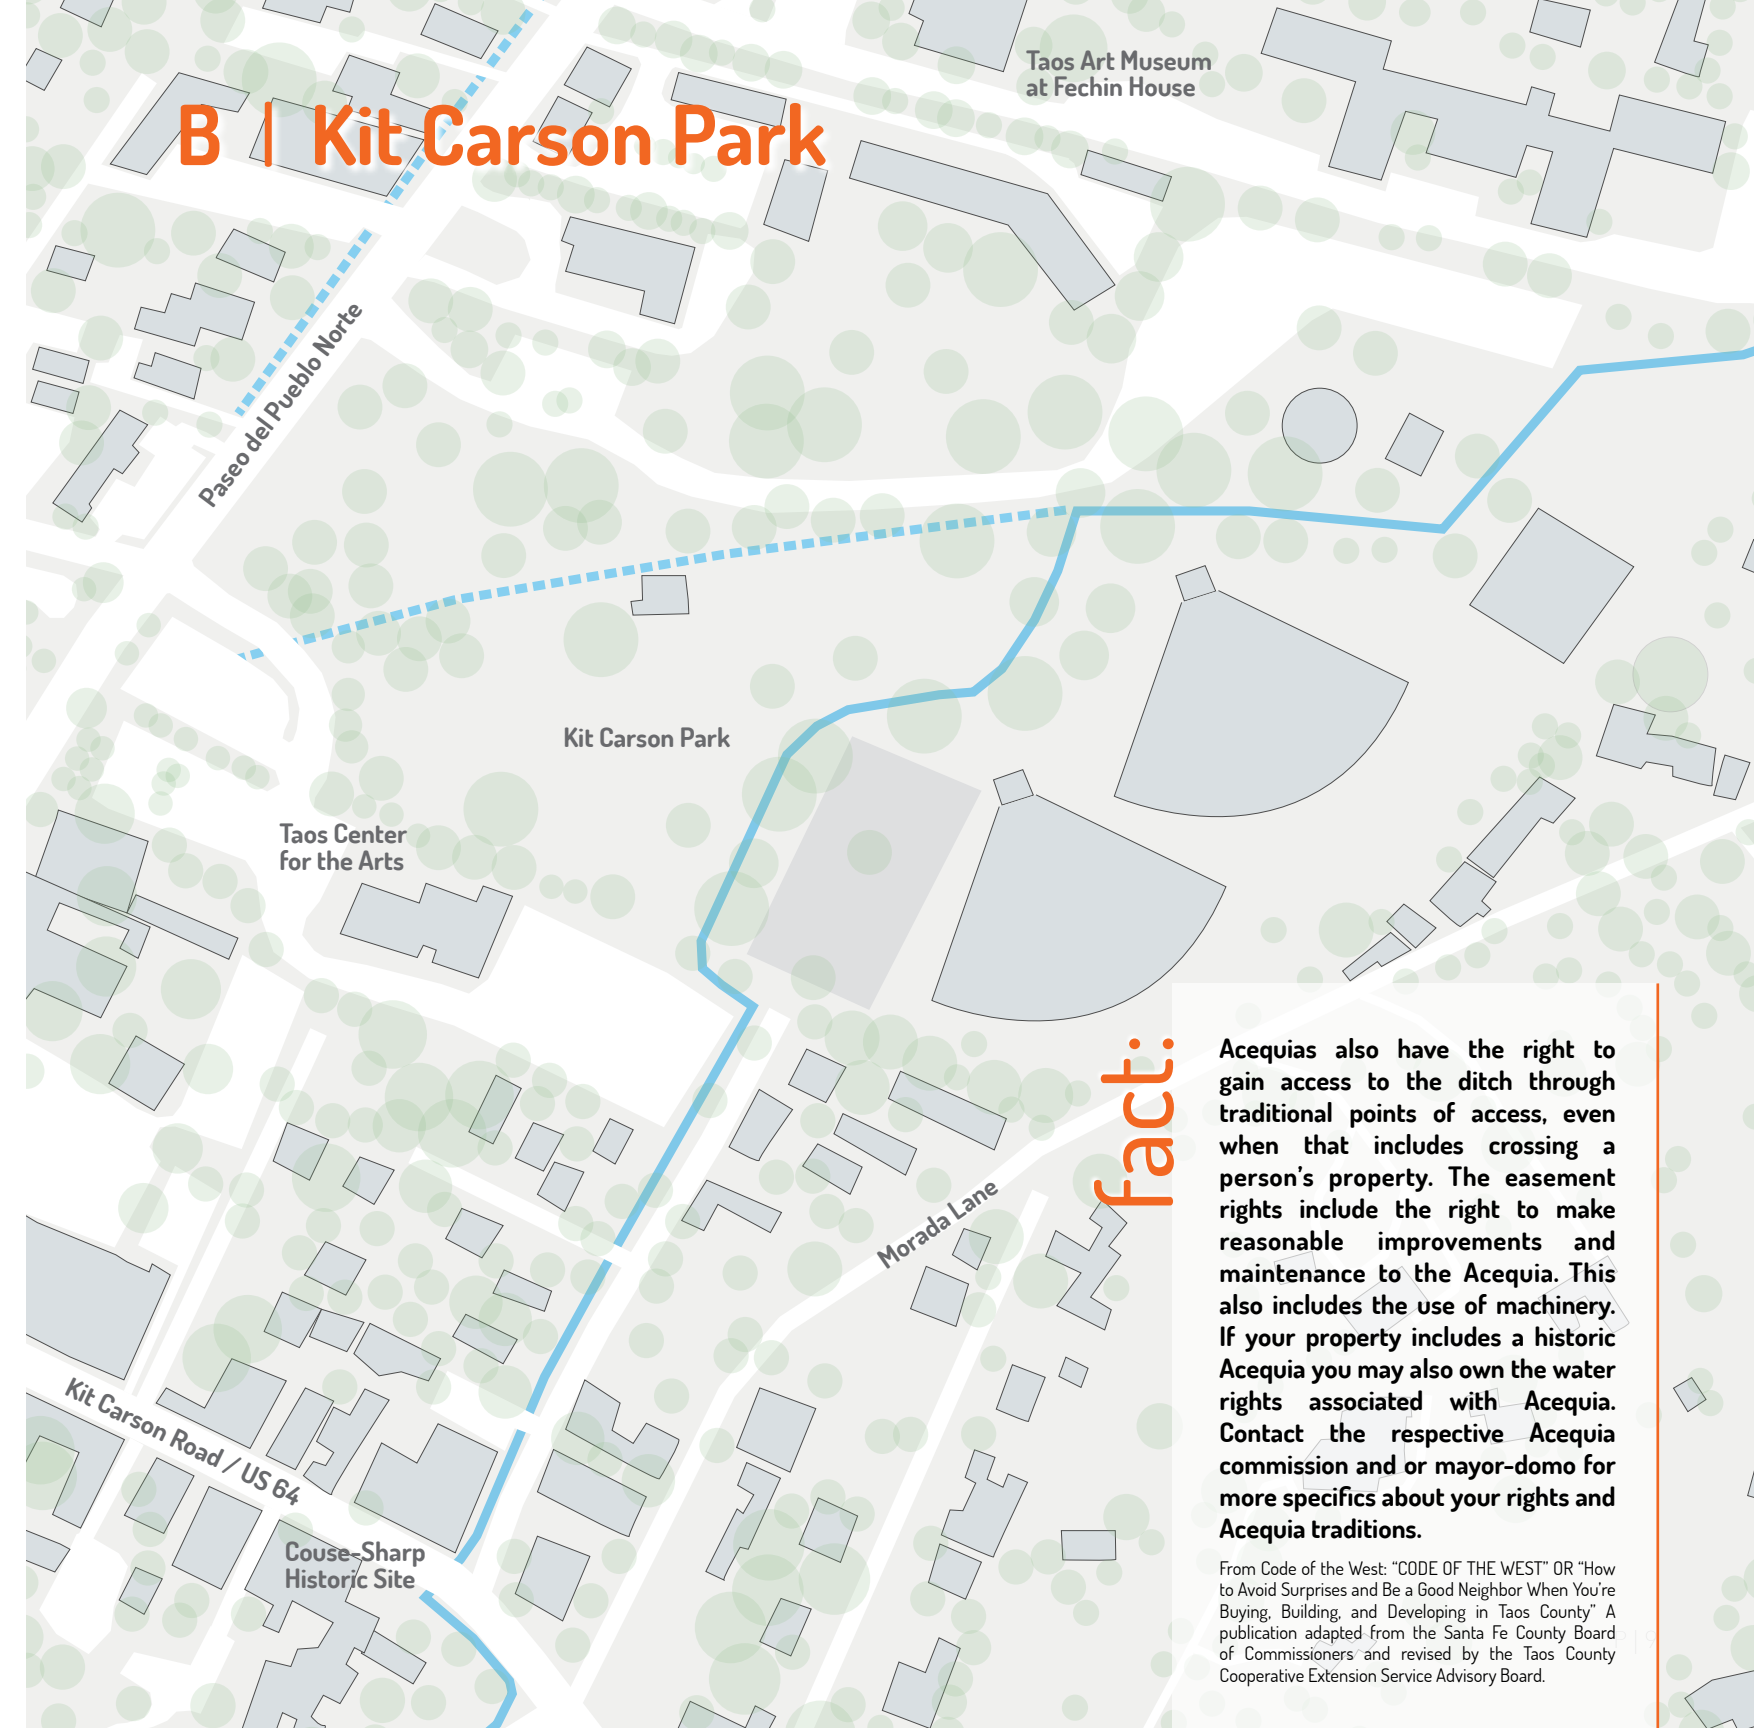 Taos Art Museum
at Fechin House
B | Kit Carson Park
Paseo del Pueblo Norte
Kit Carson Park
Taos Center
for the Arts
fact:
Acequias also have the right to
gain access to the ditch through
traditional points of access, even
when that includes crossing a
person's property. The easement
rights include the right to make
reasonable improvements and
maintenance to the Acequia. This
also includes the use of machinery.
If your property includes a historic
Acequia you may also own the water
rights associated with Acequia.
Contact the respective Acequia
commission and or mayor-domo for
more specifics about your rights and
Acequia traditions.
From Code of the West: “CODE OF THE WEST” OR “How
to Avoid Surprises and Be a Good Neighbor When You're
Buying, Building, and Developing in Taos County” A
publication adapted from the Santa Fe County Board
of Commissioners and revised by the Taos County
Cooperative Extension Service Advisory Board.
Morada Lane
Kit Carson Road / US 64
Couse-Sharp
Historic Site